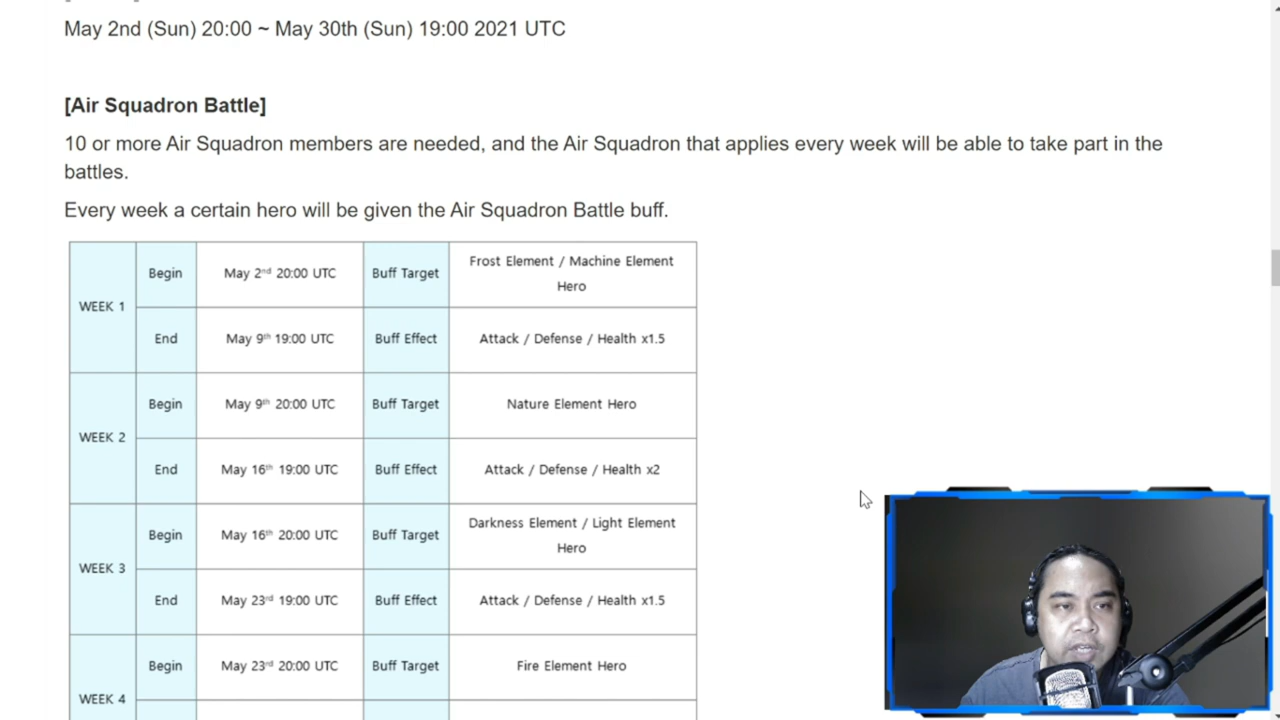 May 2nd (Sun) 20:00 ~ May 30th (Sun) 19:00 2021 UTC
[Air Squadron Battle]
10 or more Air Squadron members are needed, and the Air Squadron that applies every week will be able to take part in the
battles.
Every week a certain hero will be given the Air Squadron Battle buff.
WEEK 1
Begin
May 2nd 20:00 UTC
Buff Target
Frost Element / Machine Element
Hero
End
May 9th 19:00 UTC
Buff Effect
Attack / Defense / Health x1.5
WEEK 2
Begin
May 9th 20:00 UTC
Buff Target
Nature Element Hero
End
May 16th 19:00 UTC
Buff Effect
Attack / Defense / Health x2
WEEK 3
Begin
May 16th 20:00 UTC
Buff Target
Darkness Element / Light Element
Hero
End
May 23rd 19:00 UTC
Buff Effect
Attack / Defense / Health x1.5
WEEK 4
Begin
May 23rd 20:00 UTC
Buff Target
Fire Element Hero